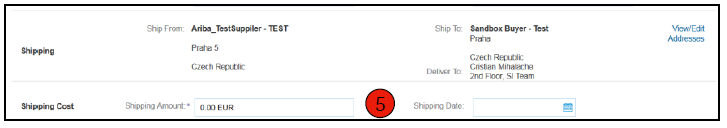 Ship From: Ariba_TestSuppiler - TEST Ship To: Sandbox Buyer - Test View/Edit
Praha Addresses
Shipping Praha 5
Czech Republic
Czech Republic Cristian Mihalache
Deliver To: 2nd Floor, SI Team
Shipping Cost Shipping Amount: * 0.00 EUR 5 Shipping Date: